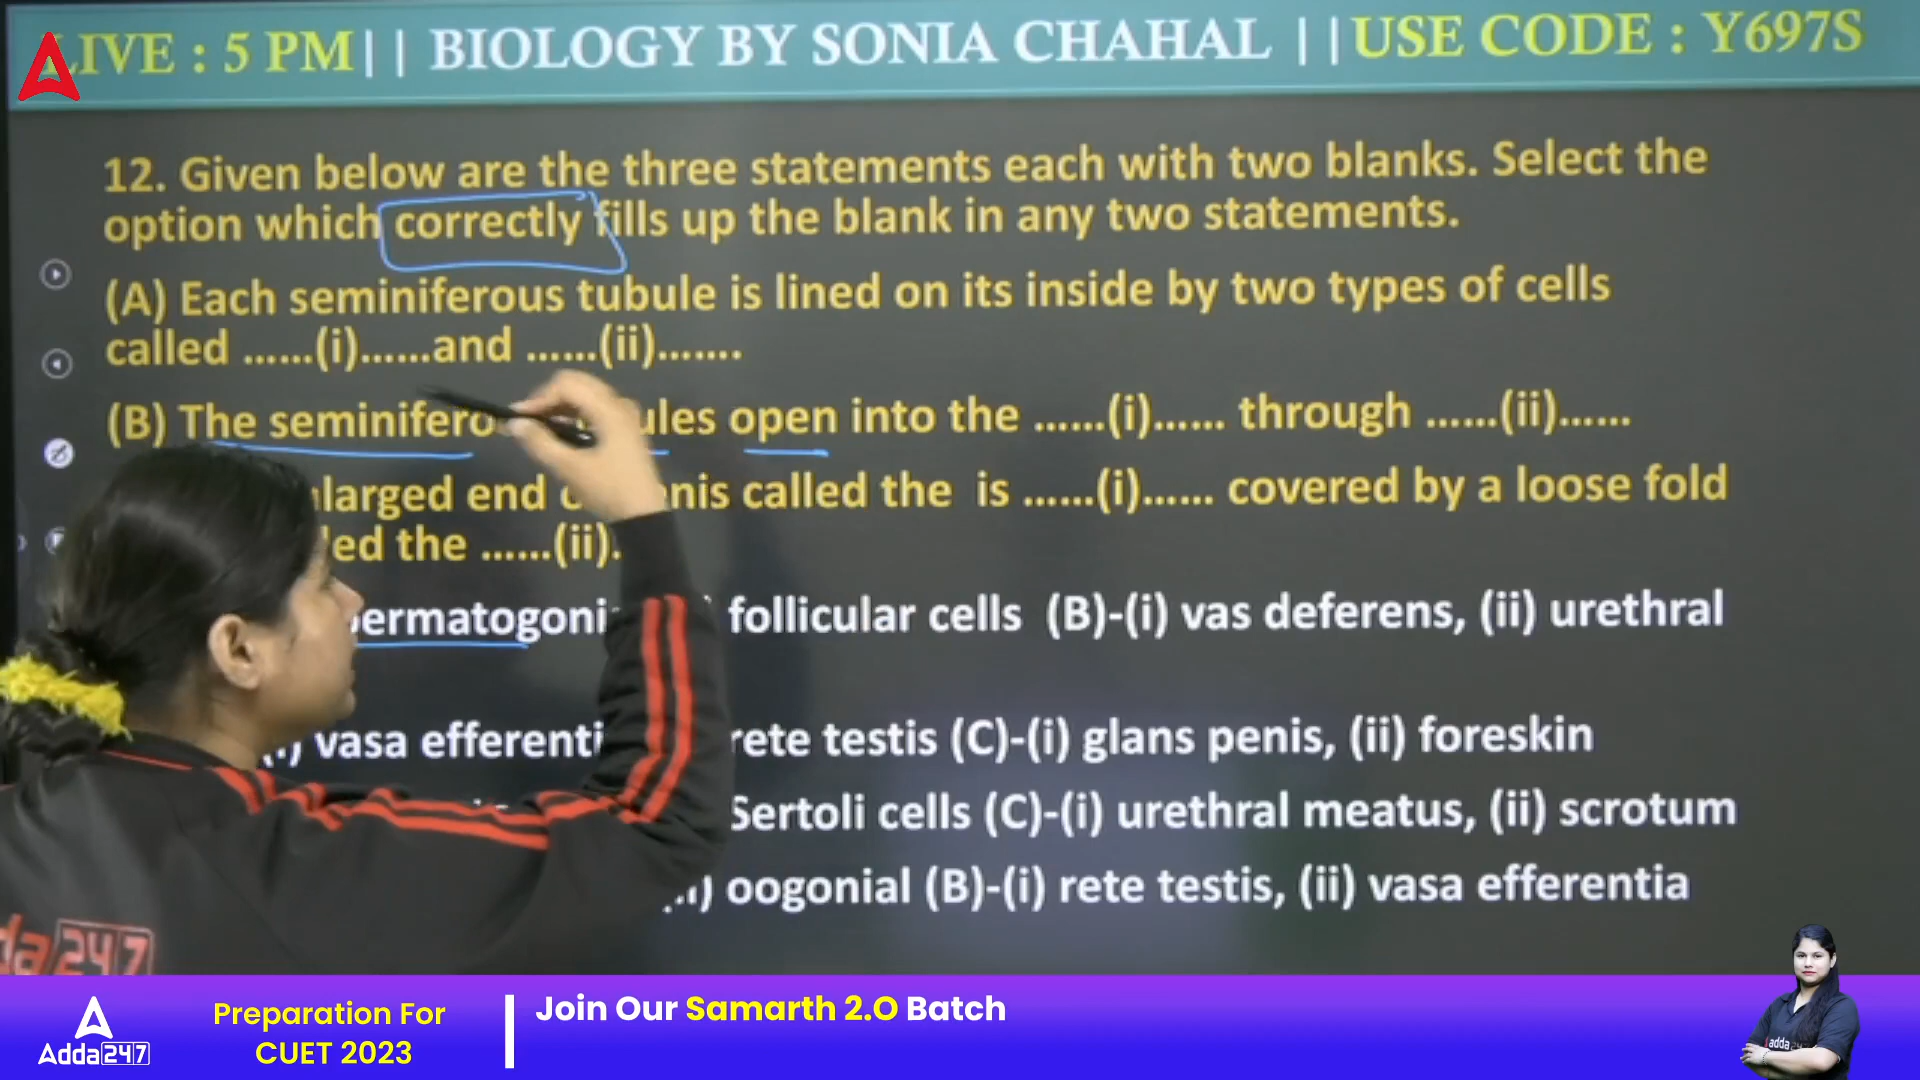 LIVE : 5 PM || BIOLOGY BY SONIA CHAHAL || USE CODE : Y697S
12. Given below are the three statements each with two blanks. Select the
option which correctly fills up the blank in any two statements.
(A) Each seminiferous tubule is lined on its inside by two types of cells
called ......(i)......and ......(ii).......
(B) The seminifero ules open into the ......(i)...... through ......(ii)......
larged end nis called the is ......(i)...... covered by a loose fold
led the ......(ii).
ermatogoni follicular cells (B)-(i) vas deferens, (ii) urethral
(i) vasa efferenti rete testis (C)-(i) glans penis, (ii) foreskin
Sertoli cells (C)-(i) urethral meatus, (ii) scrotum
oogonial (B)-(i) rete testis, (ii) vasa efferentia
da 247
Adda247
Preparation For
CUET 2023
Join Our Samarth 2.O Batch
adda